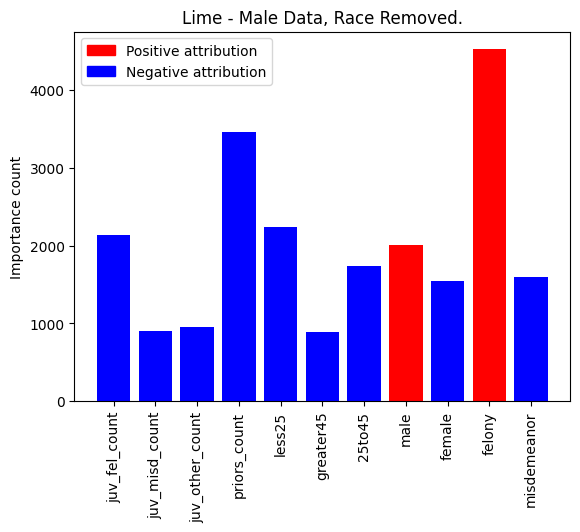 Lime - Male Data, Race Removed.
Positive attribution
Negative attribution
Importance count
4000
3000
2000
1000
0
juv_fel_count
juv_misd_count
juv_other_count
priors_count
less25
greater45
25to45
male
female
felony
misdemeanor